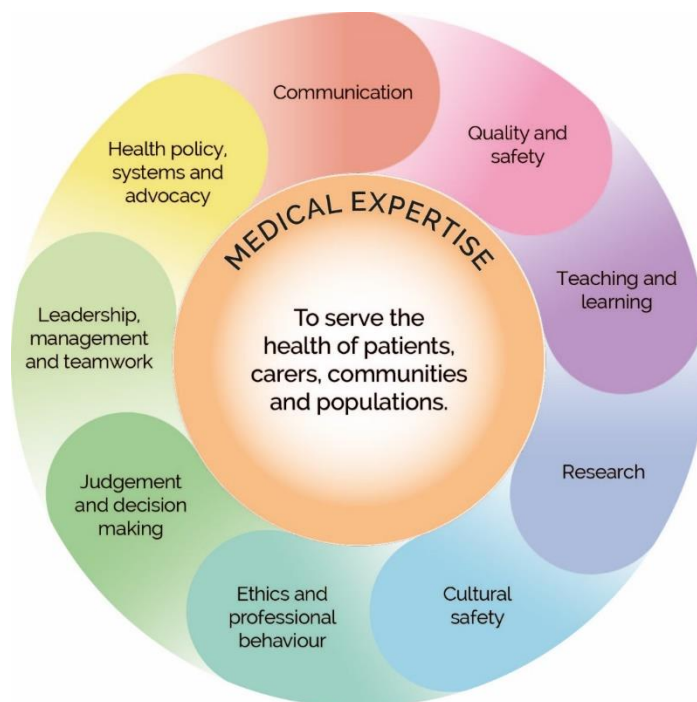 Communication
Quality and
safety
Teaching and
learning
Research
Cultural
safety
Ethics and
professional
behaviour
Judgement
and decision
making
Leadership,
management
and teamwork
Health policy,
systems and
advocacy
MEDICAL EXPERTISE
To serve the
health of patients,
carers, communities
and populations.